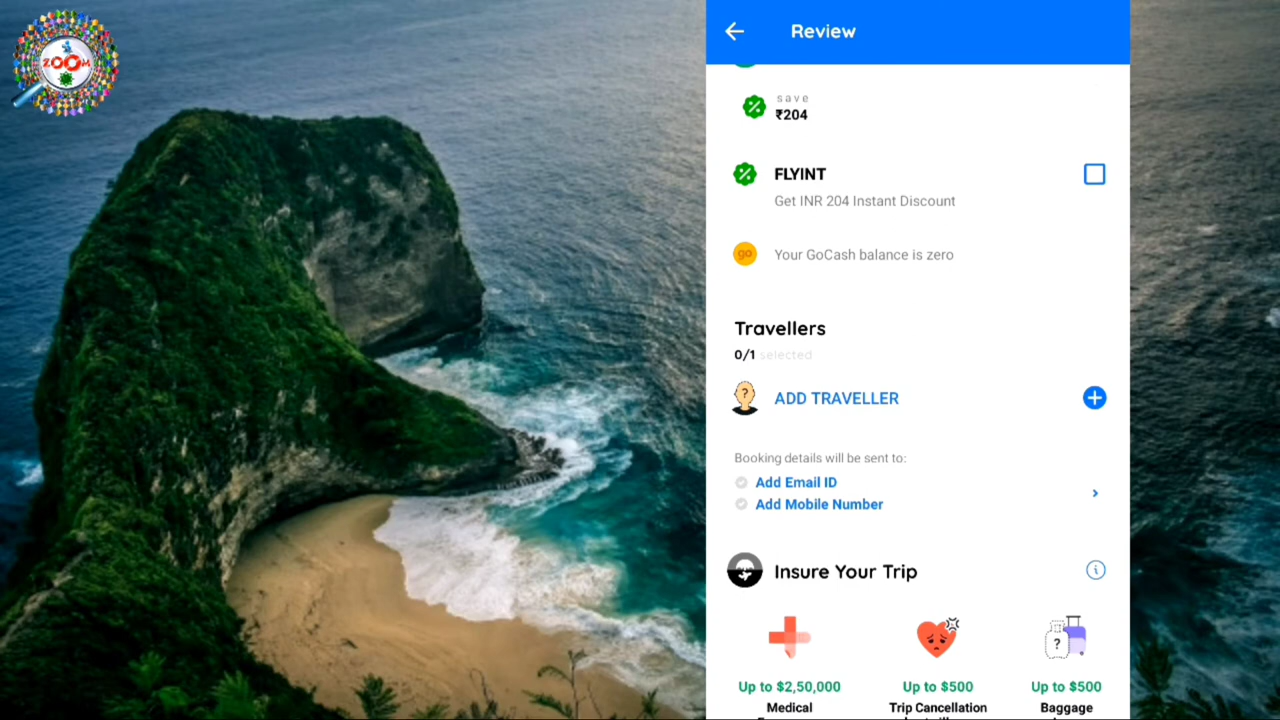 ZOOM
Review
save
₹204
FLYINT
Get INR 204 Instant Discount
go
Your GoCash balance is zero
Travellers
0/1 selected
?
ADD TRAVELLER
Booking details will be sent to:
Add Email ID
Add Mobile Number
Insure Your Trip
?
Up to $2,50,000
Up to $500
Up to $500
Medical
Trip Cancellation
Baggage